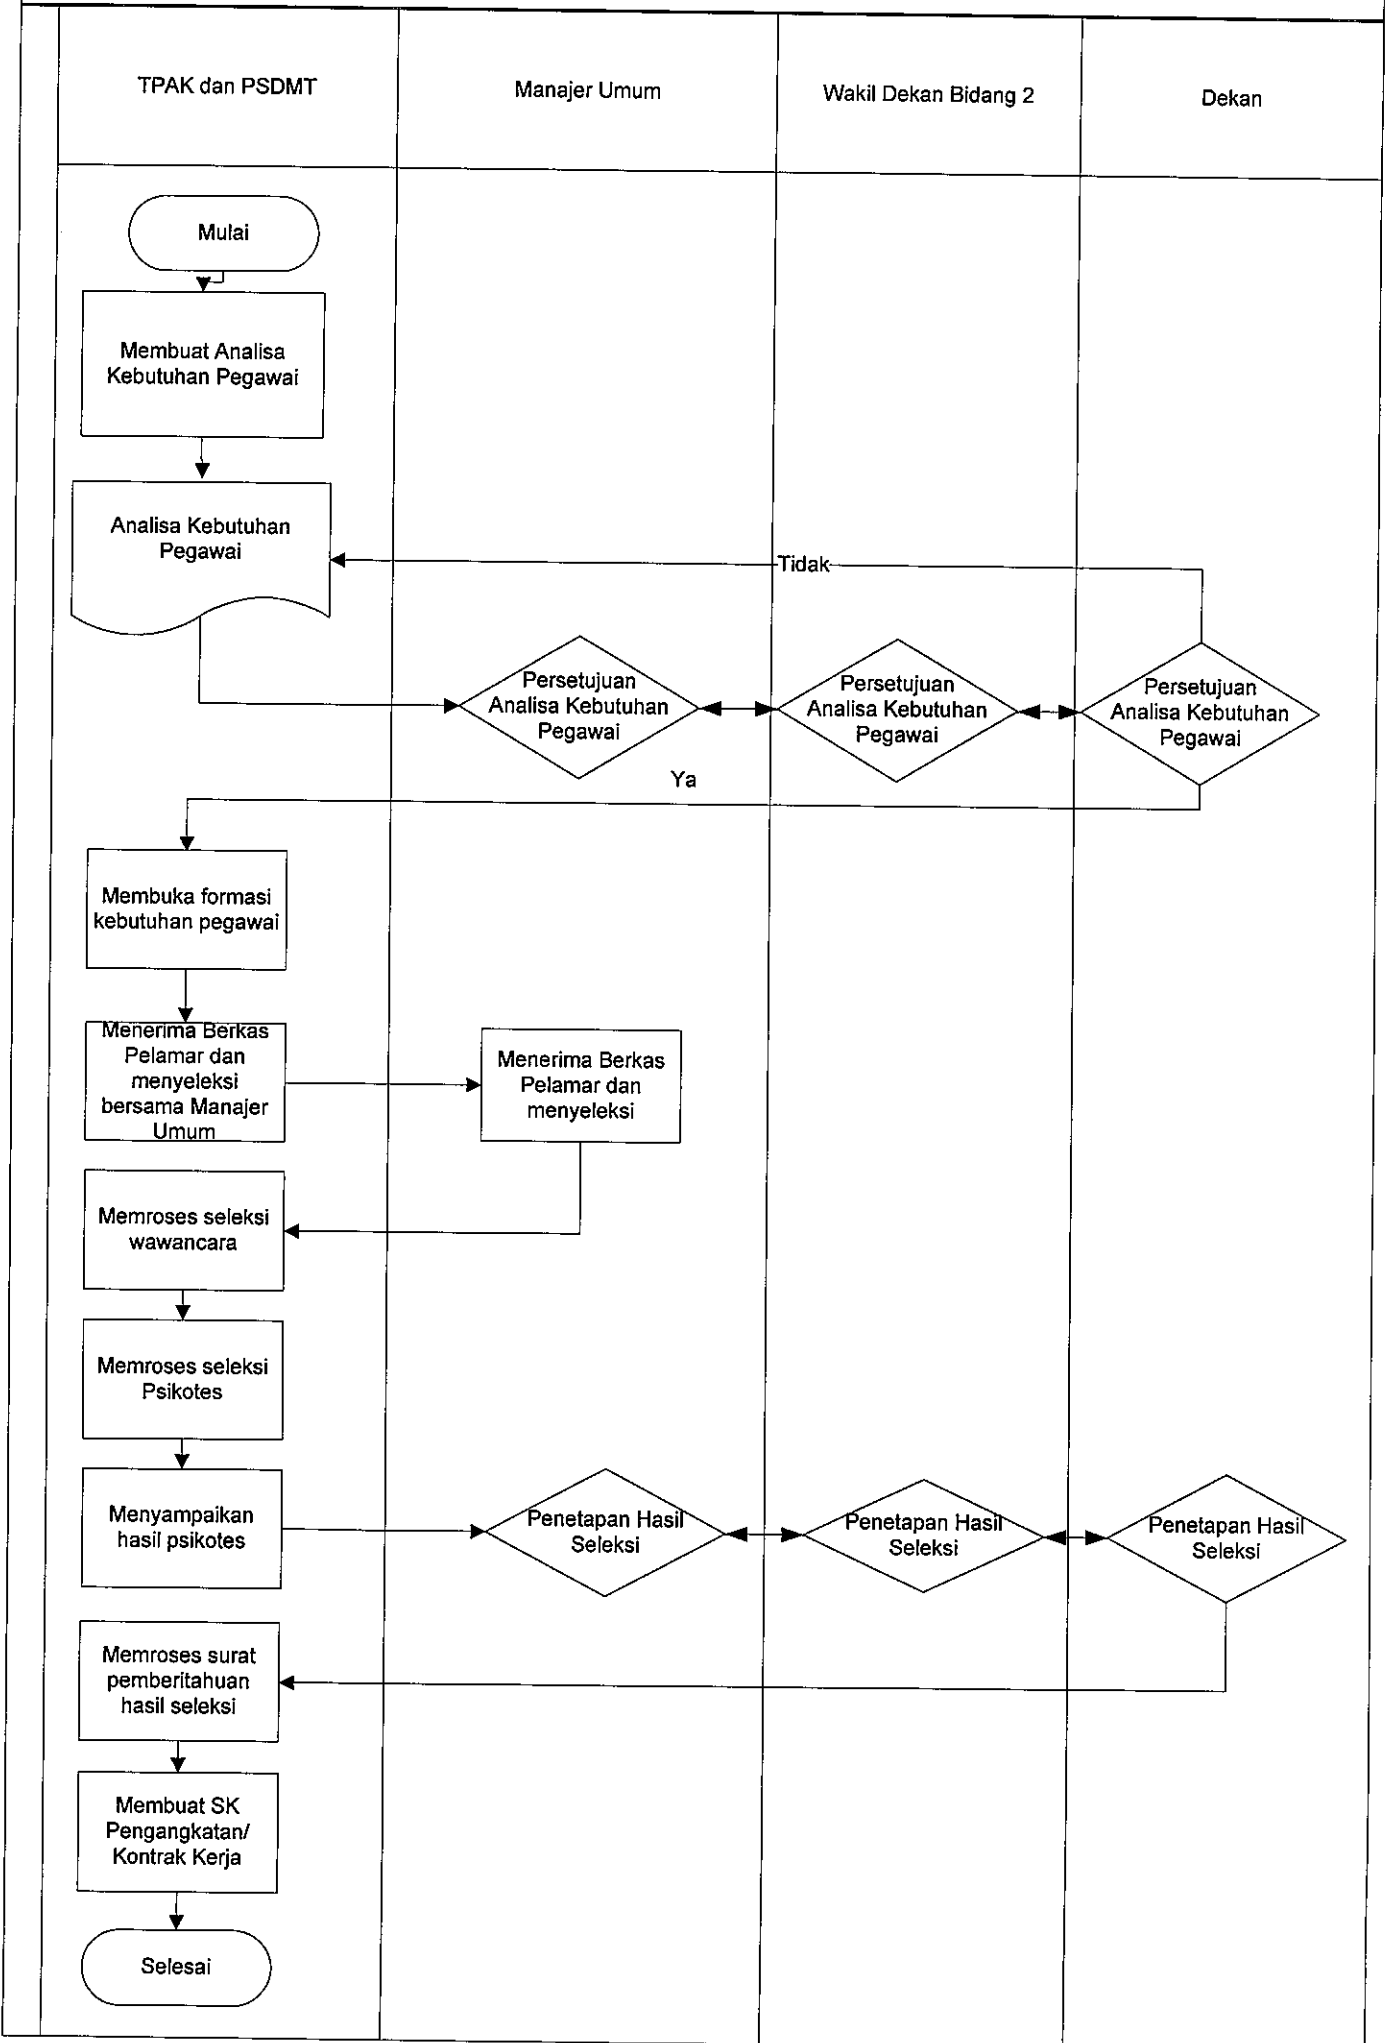 TPAK dan PSDMT
Manajer Umum
Wakil Dekan Bidang 2
Dekan
Mulai
Membuat Analisa
Kebutuhan Pegawai
Analisa Kebutuhan
Pegawai
Tidak
Persetujuan
Analisa Kebutuhan
Pegawai
Persetujuan
Analisa Kebutuhan
Pegawai
Persetujuan
Analisa Kebutuhan
Pegawai
Ya
Membuka formasi
kebutuhan pegawai
Menerima Berkas
Pelamar dan
menyeleksi
bersama Manajer
Umum
Menerima Berkas
Pelamar dan
menyeleksi
Memroses seleksi
wawancara
Memroses seleksi
Psikotes
Menyampaikan
hasil psikotes
Penetapan Hasil
Seleksi
Penetapan Hasil
Seleksi
Penetapan Hasil
Seleksi
Memroses surat
pemberitahuan
hasil seleksi
Membuat SK
Pengangkatan/
Kontrak Kerja
Selesai